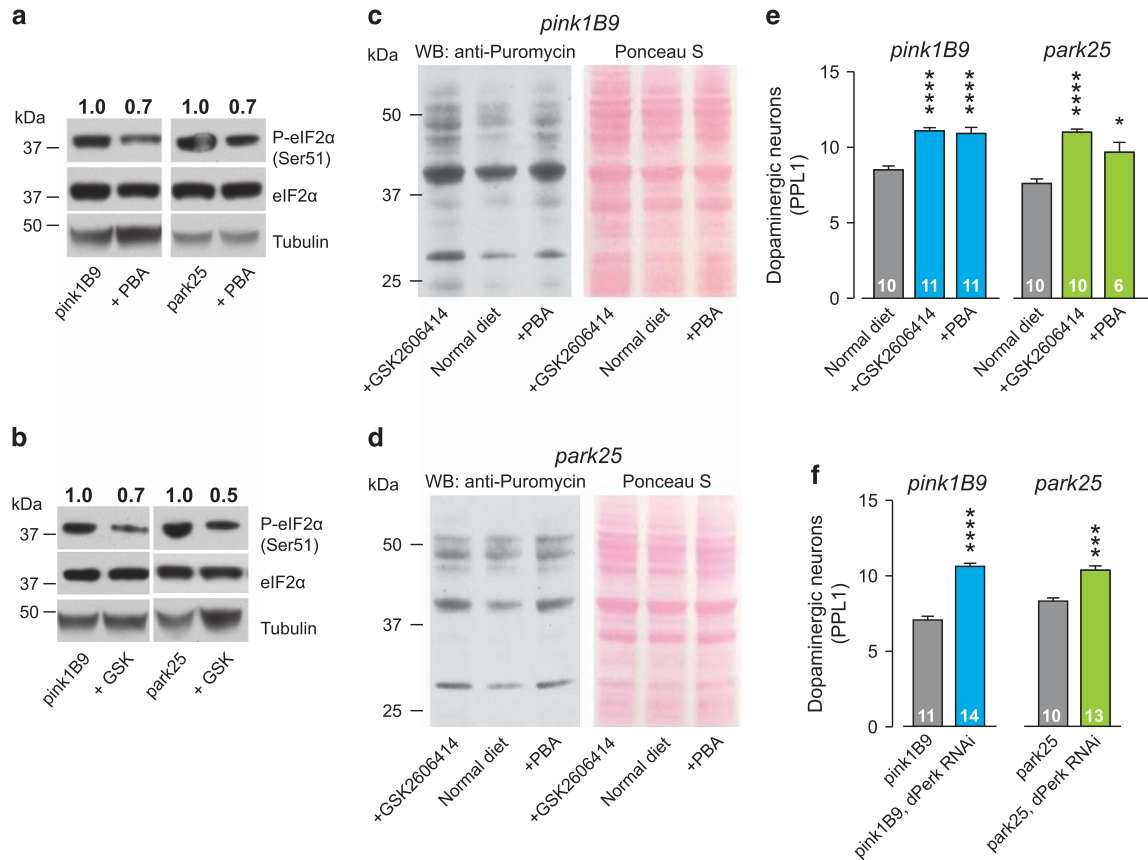 a
kDa
1.0 0.7 1.0 0.7
37
P-eIF2α
(Ser51)
37
eIF2α
50
Tubulin
pink1B9
+ PBA
park25
+ PBA
b
kDa
1.0 0.7 1.0 0.5
37
P-eIF2α
(Ser51)
37
eIF2α
50
Tubulin
pink1B9
+ GSK
park25
+ GSK
c
pink1B9
kDa
WB: anti-Puromycin
Ponceau S
50
37
25
+GSK2606414
Normal diet
+PBA
+GSK2606414
Normal diet
+PBA
d
park25
kDa
WB: anti-Puromycin
Ponceau S
50
37
25
+GSK2606414
Normal diet
+PBA
+GSK2606414
Normal diet
+PBA
e
pink1B9
park25
Dopaminergic neurons
(PPL1)
15
10
5
0
****
****
****
*
10
11
11
10
10
6
Normal diet
+GSK2606414
+PBA
Normal diet
+GSK2606414
+PBA
f
pink1B9
park25
Dopaminergic neurons
(PPL1)
15
10
5
0
****
***
11
14
10
13
pink1B9
pink1B9, dPerk RNAi
park25
park25, dPerk RNAi